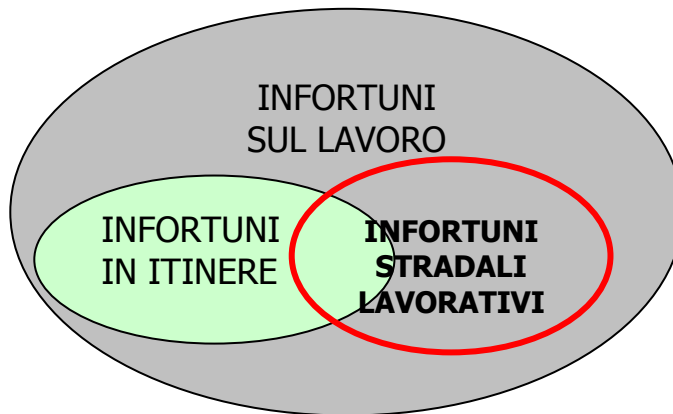 INFORTUNI
SUL LAVORO
INFORTUNI
IN ITINERE
INFORTUNI
STRADALI
LAVORATIVI